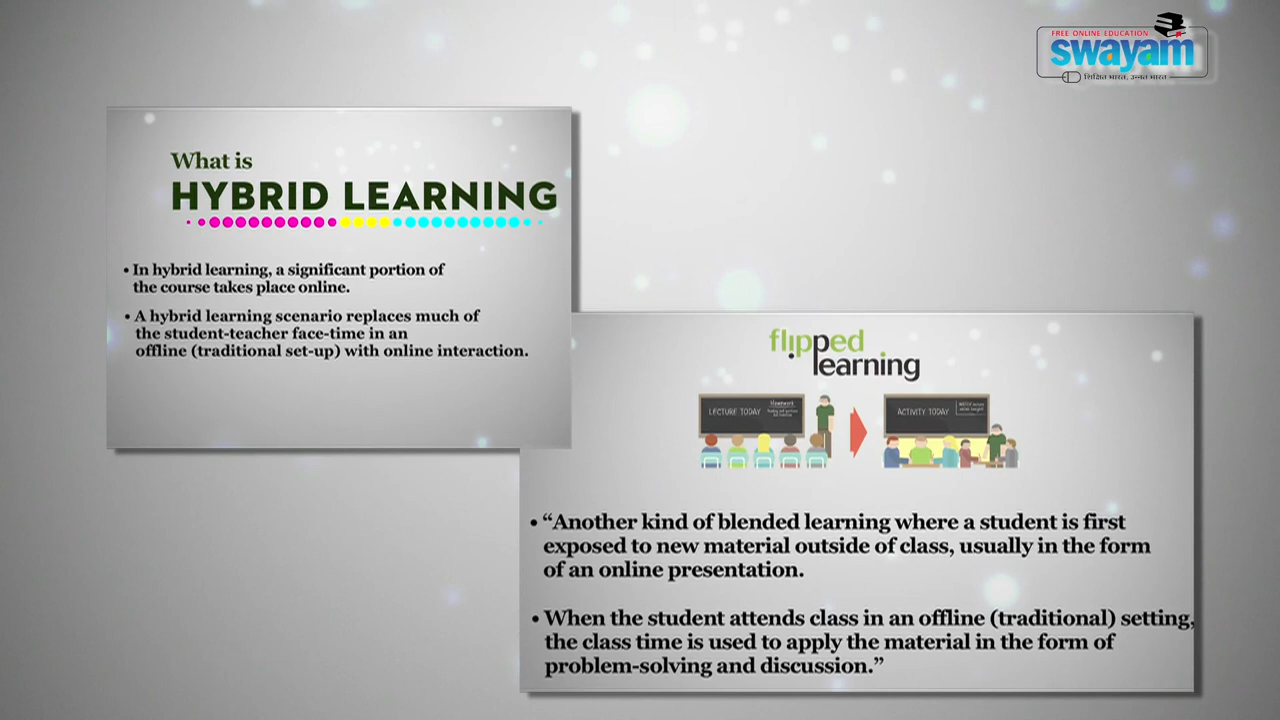 FREE ONLINE EDUCATION
swayam
शिक्षित भारत, उन्नत भारत
What is
HYBRID LEARNING
• In hybrid learning, a significant portion of
the course takes place online.
• A hybrid learning scenario replaces much of
the student-teacher face-time in an
offline (traditional set-up) with online interaction.
flipped
learning
LECTURE TODAY
Homework
ACTIVITY TODAY
• “Another kind of blended learning where a student is first
exposed to new material outside of class, usually in the form
of an online presentation.
• When the student attends class in an offline (traditional) setting,
the class time is used to apply the material in the form of
problem-solving and discussion.”